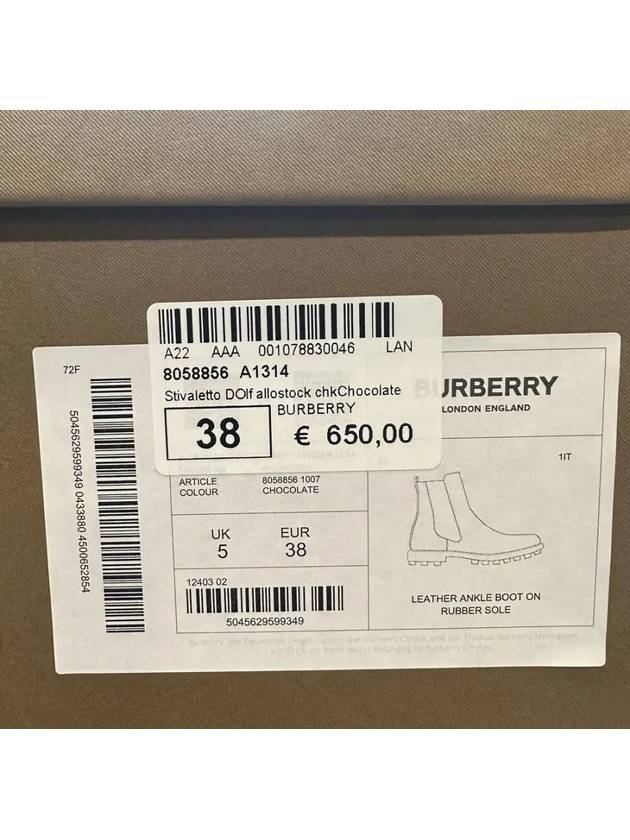 A22 AAA 001078830046 LAN
8058856 A1314
Stivaletto DOlf allostock chkChocolate
BURBERRY
38 € 650,00
72F
5045629599349 0433880 4500652854
ARTICLE 8058856 1007
COLOUR CHOCOLATE
UK EUR
5 38
12403 02
5045629599349
URBERRY
LONDON ENGLAND
1IT
LEATHER ANKLE BOOT ON
RUBBER SOLE